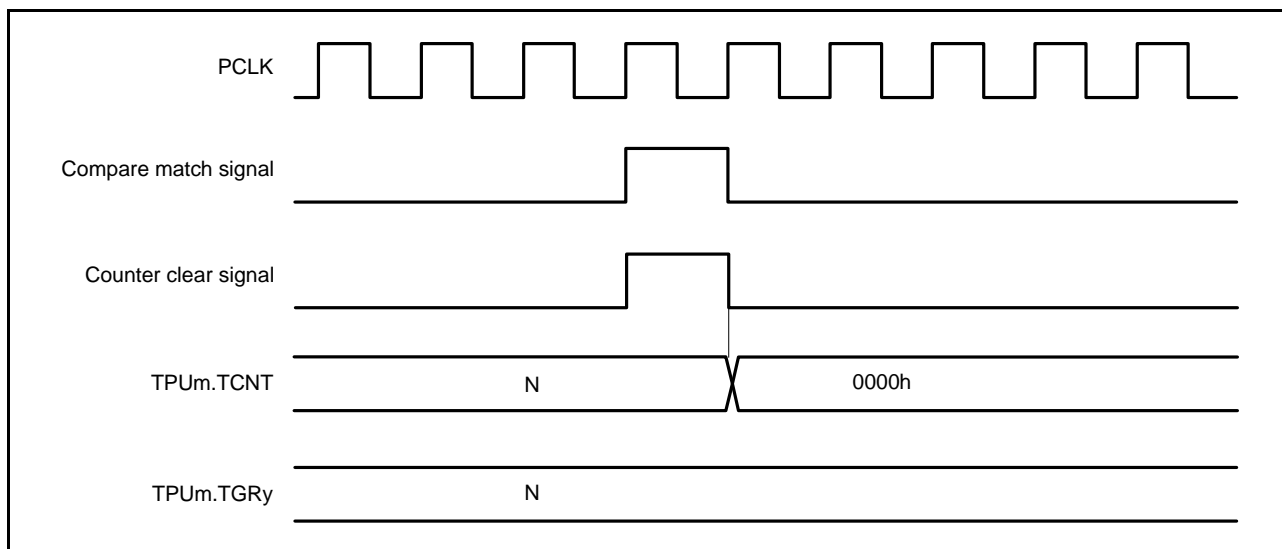 PCLK
Compare match signal
Counter clear signal
TPUm.TCNT
N
0000h
TPUm.TGRy
N